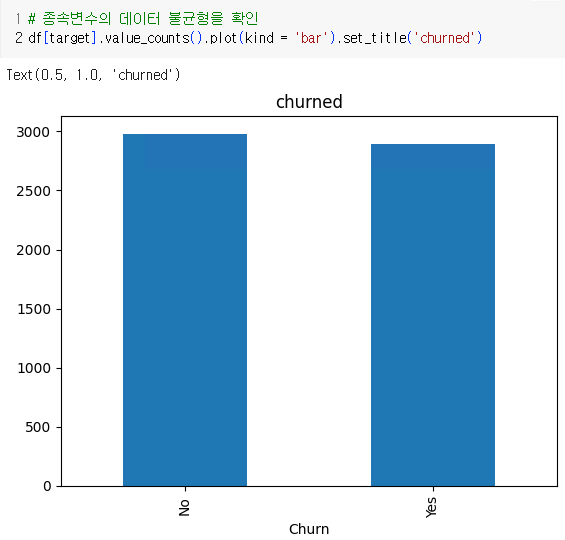 1 # 종속변수의 데이터 불균형을 확인
2 df[target].value_counts().plot(kind = 'bar').set_title('churned')
Text(0.5, 1.0, 'churned')
churned
3000
2500
2000
1500
1000
500
0
No
Yes
Churn